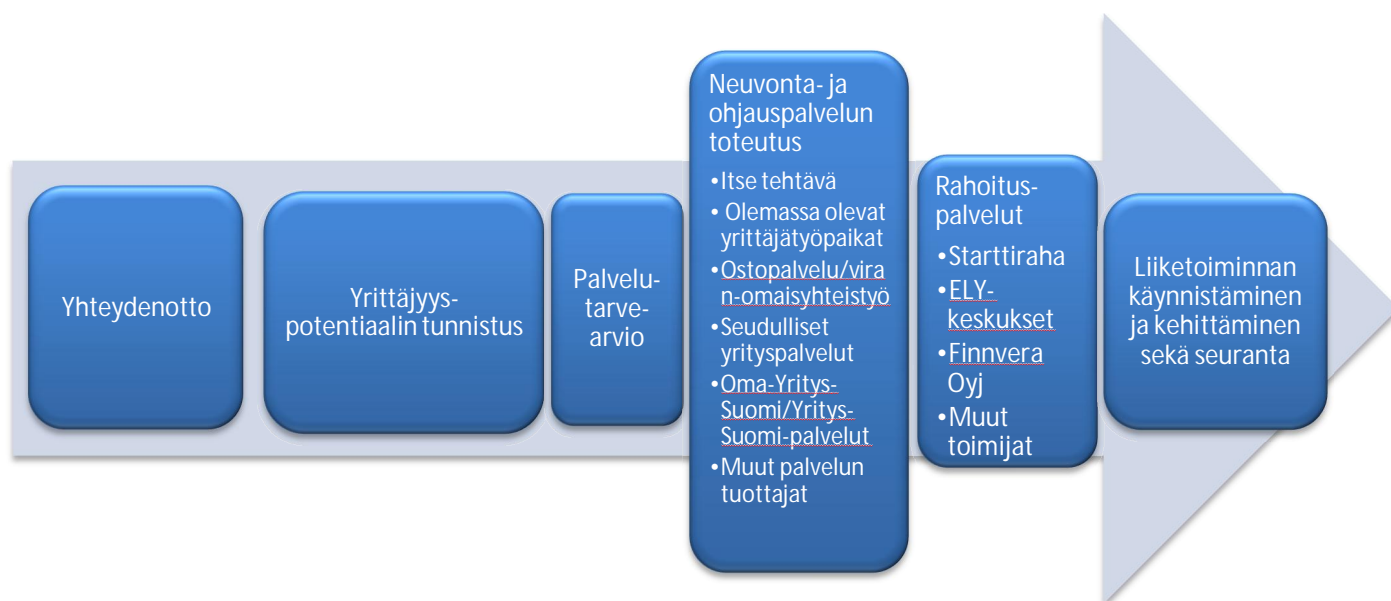 Yhteydenotto
Yrittäjyys-
potentiaalin tunnistus
Palvelu-
tarve-
arvio
Neuvonta- ja
ohjauspalvelun
toteutus
•Itse tehtävä
• Olemassa olevat
yrittäjätyöpaikat
•Ostopalvelu/vira
n-omaisyhteistyö
•Seudulliset
yrityspalvelut
•Oma-Yritys-
Suomi/Yritys-
Suomi-palvelut
•Muut palvelun
tuottajat
Rahoitus-
palvelut
•Starttiraha
•ELY-
keskukset
•Finnvera
Oyj
•Muut
toimijat
Liiketoiminnan
käynnistäminen
ja kehittäminen
sekä seuranta